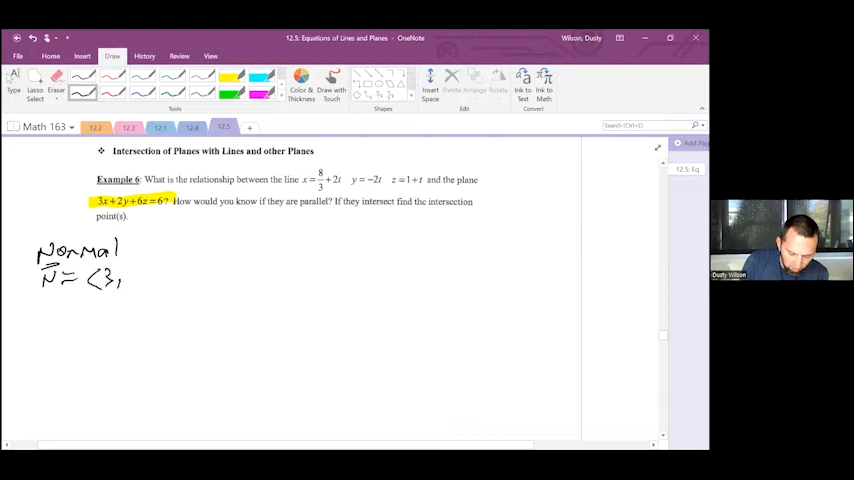 12.5: Equations of Lines and Planes - OneNote
Wilson, Dusty
File Home Insert Draw History Review View
Type
Lasso Select
Eraser
Color & Thickness
Draw with Touch
Insert Space
Delete
Arrange
Rotate
Ink to Text
Ink to Math
Tools
Shapes
Edit
Convert
Math 163
12.2 12.3 12.1 12.4 12.5 +
Search (Ctrl+E)
Add Pag
12.5: Eq
❖ Intersection of Planes with Lines and other Planes
Example 6: What is the relationship between the line x = 8/3 + 2t y = −2t z = 1 + t and the plane
3x + 2y + 6z = 6? How would you know if they are parallel? If they intersect find the intersection
point(s).
Normal
N = <3,
Dusty Wilson